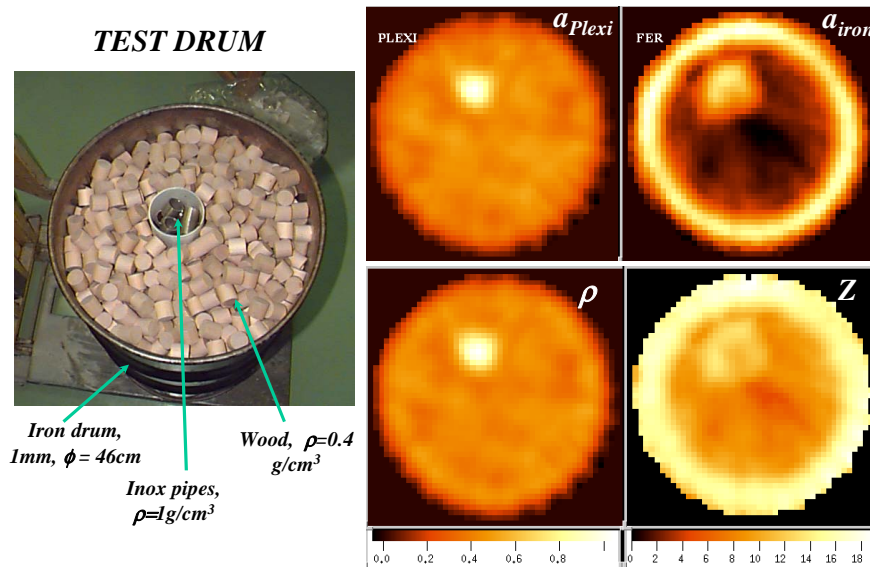 TEST DRUM
PLEXI
a_Plexi
FER
a_iron
ρ
Z
Iron drum,
1mm, ϕ = 46cm
Wood, ρ=0.4
g/cm³
Inox pipes,
ρ=1g/cm³
0.0 0.2 0.4 0.6 0.8
0 2 4 6 8 10 12 14 16 18